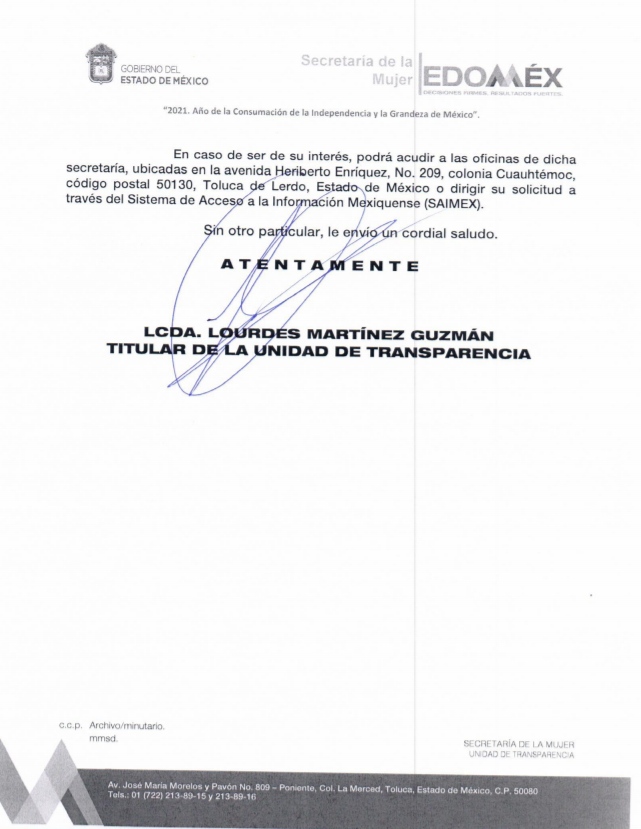 GOBIERNO DEL
ESTADO DE MÉXICO
Secretaría de la
Mujer
EDOMÉX
DECISIONES FIRMES, RESULTADOS FUERTES.
"2021. Año de la Consumación de la Independencia y la Grandeza de México".
En caso de ser de su interés, podrá acudir a las oficinas de dicha
secretaría, ubicadas en la avenida Heriberto Enríquez, No. 209, colonia Cuauhtémoc,
código postal 50130, Toluca de Lerdo, Estado de México o dirigir su solicitud a
través del Sistema de Acceso a la Información Mexiquense (SAIMEX).
Sin otro particular, le envío un cordial saludo.
A T E N T A M E N T E
LCDA. LOURDES MARTÍNEZ GUZMÁN
TITULAR DE LA UNIDAD DE TRANSPARENCIA
c.c.p. Archivo/minutario.
mmsd.
SECRETARÍA DE LA MUJER
UNIDAD DE TRANSPARENCIA
Av. José María Morelos y Pavón No. 809 – Poniente, Col. La Merced, Toluca, Estado de México, C.P. 50080
Tels.: 01 (722) 213-89-15 y 213-89-16